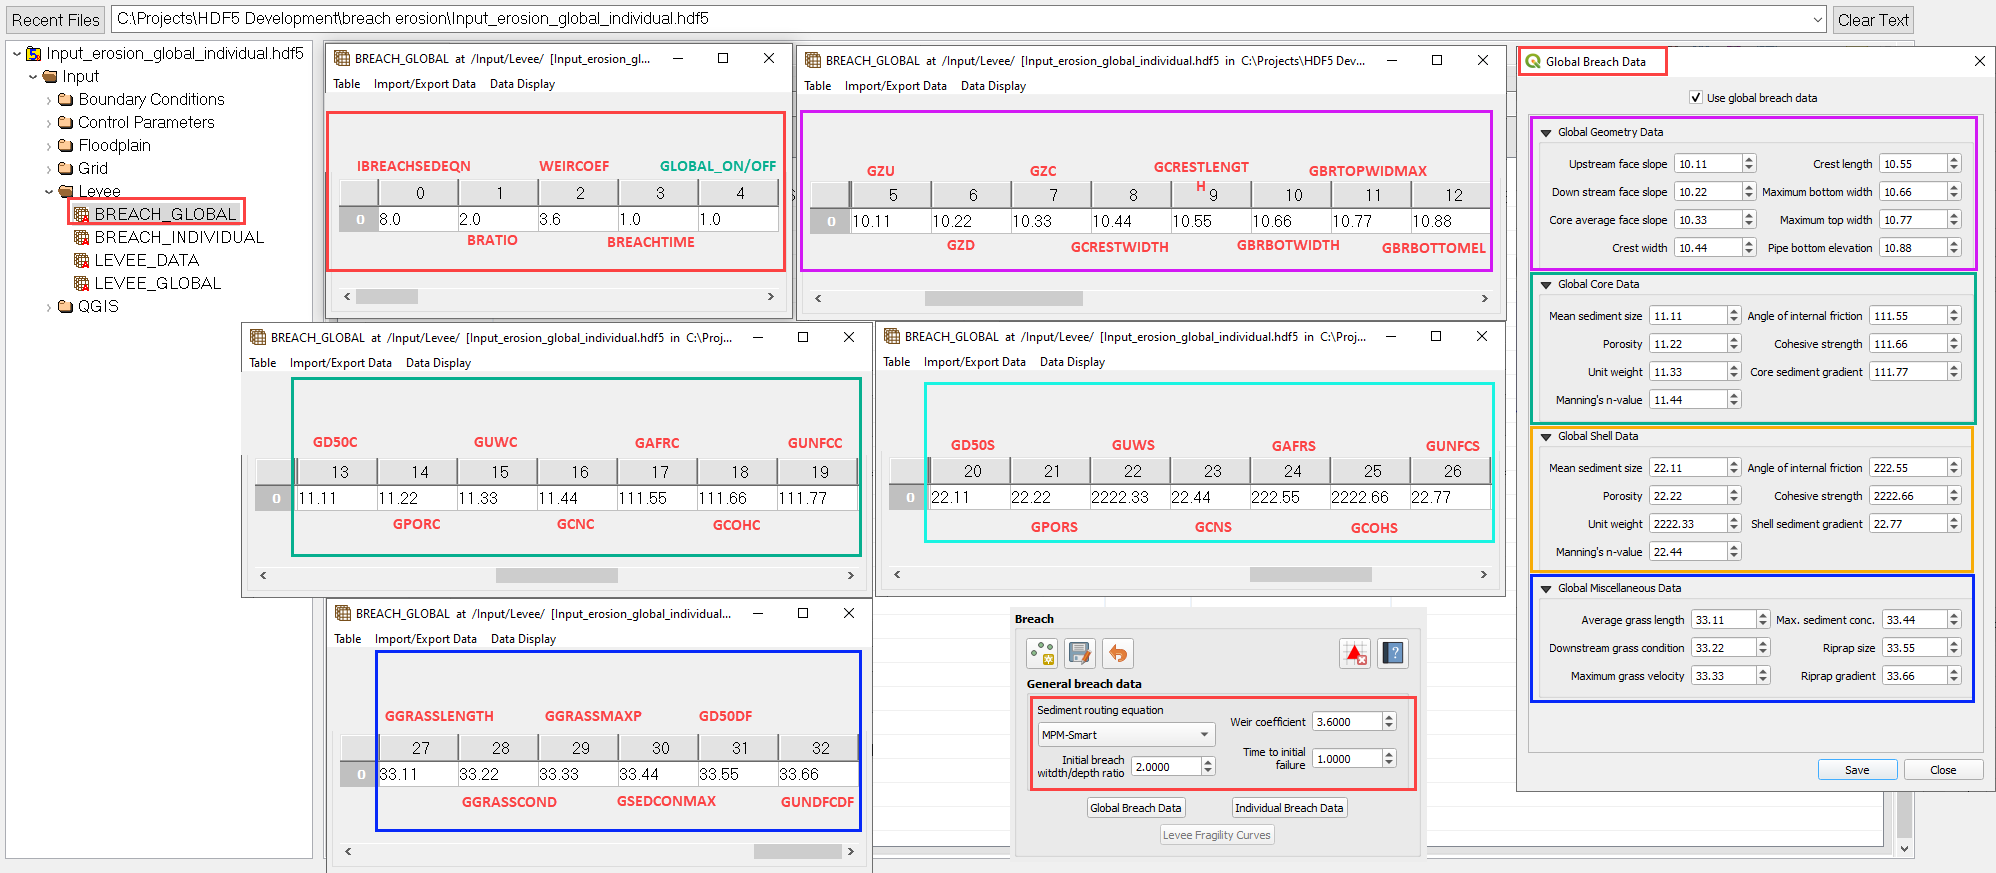 Recent Files
C:\Projects\HDF5 Development\breach erosion\Input_erosion_global_individual.hdf5
Clear Text
Input_erosion_global_individual.hdf5
Input
Boundary Conditions
Control Parameters
Floodplain
Grid
Levee
BREACH_GLOBAL
BREACH_INDIVIDUAL
LEVEE_DATA
LEVEE_GLOBAL
QGIS
BREACH_GLOBAL at /Input/Levee/ [Input_erosion_gl...
Table Import/Export Data Data Display
IBREACHSEDEQN WEIRCOEF GLOBAL_ON/OFF
0 1 2 3 4
0 8.0 2.0 3.6 1.0 1.0
BRATIO BREACHTIME
BREACH_GLOBAL at /Input/Levee/ [Input_erosion_global_individual.hdf5 in C:\Projects\HDF5 Dev...
Table Import/Export Data Data Display
GZU GZC GCRESTLENGTH GBRTOPWIDMAX
5 6 7 8 9 10 11 12
0 10.11 10.22 10.33 10.44 10.55 10.66 10.77 10.88
GZD GCRESTWIDTH GBRBOTWIDTH GBRBOTTOMEL
BREACH_GLOBAL at /Input/Levee/ [Input_erosion_global_individual.hdf5 in C:\Proj...
Table Import/Export Data Data Display
GD50C GUWC GAFRC GUNFCC
13 14 15 16 17 18 19
0 11.11 11.22 11.33 11.44 111.55 111.66 111.77
GPORC GCNC GCOHC
BREACH_GLOBAL at /Input/Levee/ [Input_erosion_global_individual.hdf5 in C:\Proj...
Table Import/Export Data Data Display
GD50S GUWS GAFRS GUNFCS
20 21 22 23 24 25 26
0 22.11 22.22 2222.33 22.44 222.55 2222.66 22.77
GPORS GCNS GCOHS
BREACH_GLOBAL at /Input/Levee/ [Input_erosion_global_individual...
Table Import/Export Data Data Display
GGRASSLENGTH GGRASSMAXP GD50DF
27 28 29 30 31 32
0 33.11 33.22 33.33 33.44 33.55 33.66
GGRASSCOND GSEDCONMAX GUNDFCDF
Breach
General breach data
Sediment routing equation
MPM-Smart
Weir coefficient 3.6000
Initial breach
witdth/depth ratio 2.0000
Time to initial
failure 1.0000
Global Breach Data Individual Breach Data
Levee Fragility Curves
Global Breach Data
Use global breach data
Global Geometry Data
Upstream face slope 10.11 Crest length 10.55
Down stream face slope 10.22 Maximum bottom width 10.66
Core average face slope 10.33 Maximum top width 10.77
Crest width 10.44 Pipe bottom elevation 10.88
Global Core Data
Mean sediment size 11.11 Angle of internal friction 111.55
Porosity 11.22 Cohesive strength 111.66
Unit weight 11.33 Core sediment gradient 111.77
Manning's n-value 11.44
Global Shell Data
Mean sediment size 22.11 Angle of internal friction 222.55
Porosity 22.22 Cohesive strength 2222.66
Unit weight 2222.33 Shell sediment gradient 22.77
Manning's n-value 22.44
Global Miscellaneous Data
Average grass length 33.11 Max. sediment conc. 33.44
Downstream grass condition 33.22 Riprap size 33.55
Maximum grass velocity 33.33 Riprap gradient 33.66
Save Close